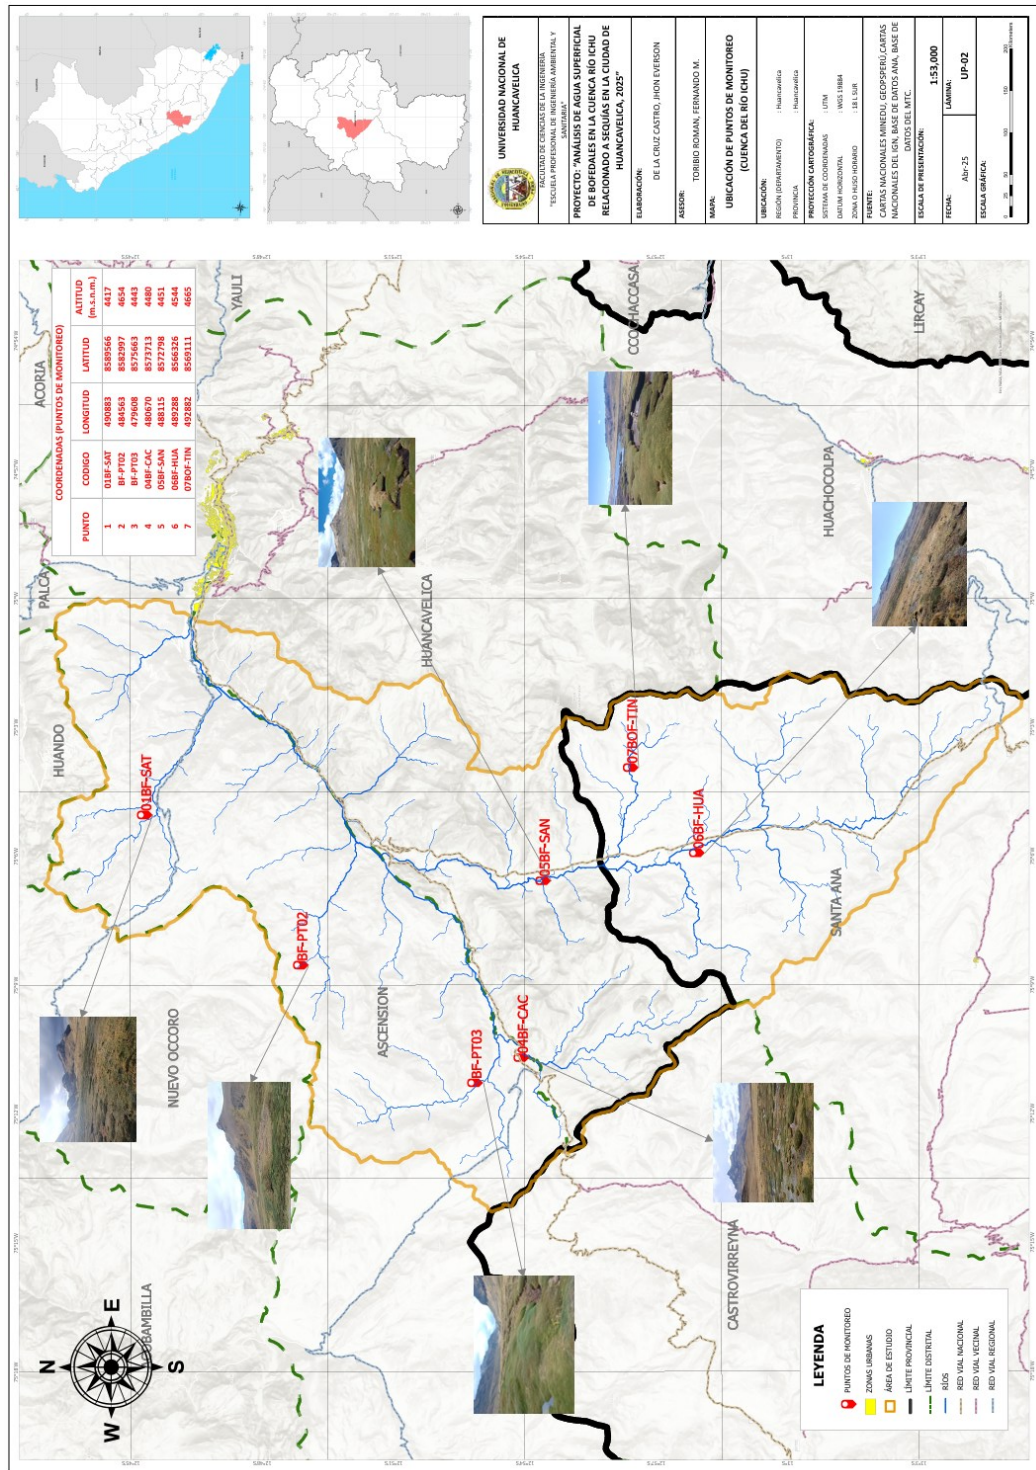 COORDENADAS (PUNTOS DE MONITOREO)
PUNTO CODIGO LONGITUD LATITUD ALTITUD (m.s.n.m.)
1 01BF-SAT 490883 8589566 4417
2 BF-PT02 484563 8582997 4654
3 BF-PT03 479608 8575663 4443
4 04BF-CAC 480670 8573713 4480
5 05BF-SAN 488115 8572798 4451
6 06BF-HUA 489288 8566326 4544
7 07BOF-TIN 492882 8569111 4665
ACORIA
PALCA
YAULI
HUANDO
NUEVO OCCORO
ASCENSION
HUANCAVELICA
CCOCHACCASA
LIRCAY
HUACHOCOLPA
SANTA ANA
CASTROVIRREYNA
01BF-SAT
BF-PT02
BF-PT03
04BF-CAC
05BF-SAN
06BF-HUA
07BOF-TIN
N
E
S
W
LEYENDA
PUNTOS DE MONITOREO
ZONAS URBANAS
ÁREA DE ESTUDIO
LÍMITE PROVINCIAL
LÍMITE DISTRITAL
RÍOS
RED VIAL NACIONAL
RED VIAL VECINAL
RED VIAL REGIONAL
UNIVERSIDAD NACIONAL DE
HUANCAVELICA
FACULTAD DE CIENCIAS DE LA INGENIERÍA
"ESCUELA PROFESIONAL DE INGENIERÍA AMBIENTAL Y
SANITARIA"
PROYECTO: "ANÁLISIS DE AGUA SUPERFICIAL
DE BOFEDALES EN LA CUENCA RÍO ICHU
RELACIONADO A SEQUÍAS EN LA CIUDAD DE
HUANCAVELICA, 2025"
ELABORACIÓN:
DE LA CRUZ CASTRO, JHON EVERSON
ASESOR:
TORIBIO ROMAN, FERNANDO M.
MAPA:
UBICACIÓN DE PUNTOS DE MONITOREO
(CUENCA DEL RÍO ICHU)
UBICACIÓN:
REGIÓN (DEPARTAMENTO) : Huancavelica
PROVINCIA : Huancavelica
PROYECCIÓN CARTOGRÁFICA:
SISTEMA DE COORDENADAS : UTM
DATUM HORIZONTAL : WGS 1984
ZONA O HUSO HORARIO : 18 L SUR
FUENTE:
CARTAS NACIONALES MINEDU, GEOPSPERÚ,CARTAS
NACIONALES DEL IGN, BASE DE DATOS ANA, BASE DE
DATOS DEL MTC.
ESCALA DE PRESENTACIÓN:
1:53,000
FECHA: LÁMINA:
Abr-25 UP-02
ESCALA GRÁFICA:
0 25 50 100 150 200